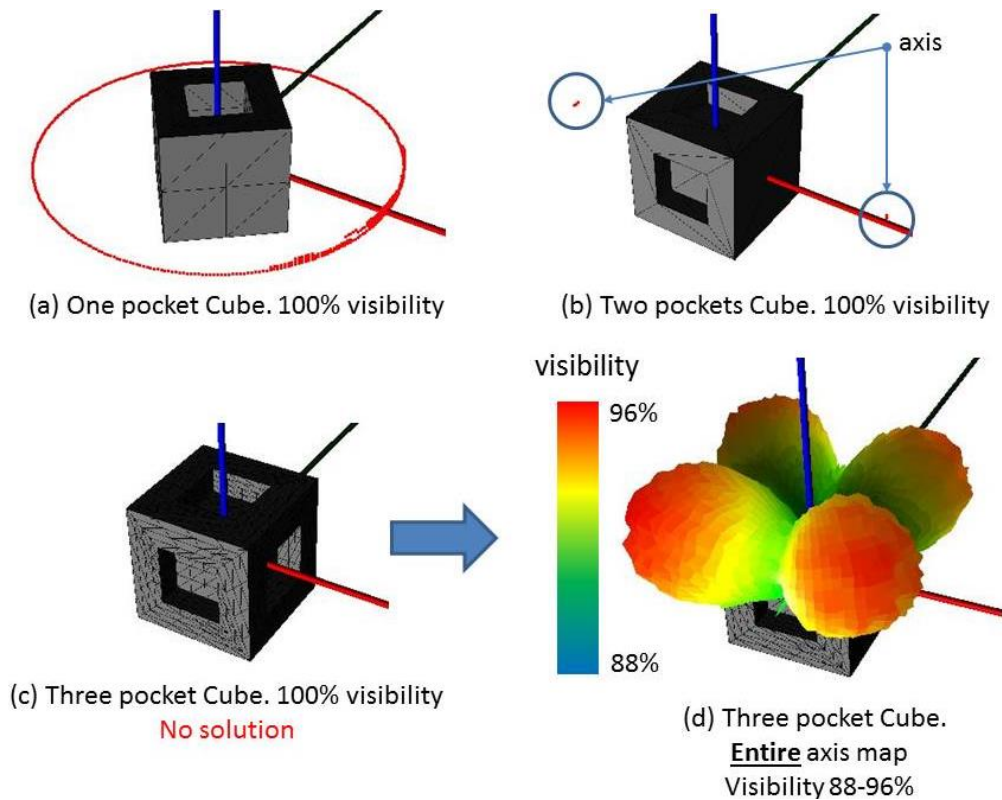 axis
(a) One pocket Cube. 100% visibility
(b) Two pockets Cube. 100% visibility
visibility
96%
88%
(c) Three pocket Cube. 100% visibility
No solution
(d) Three pocket Cube.
Entire axis map
Visibility 88-96%